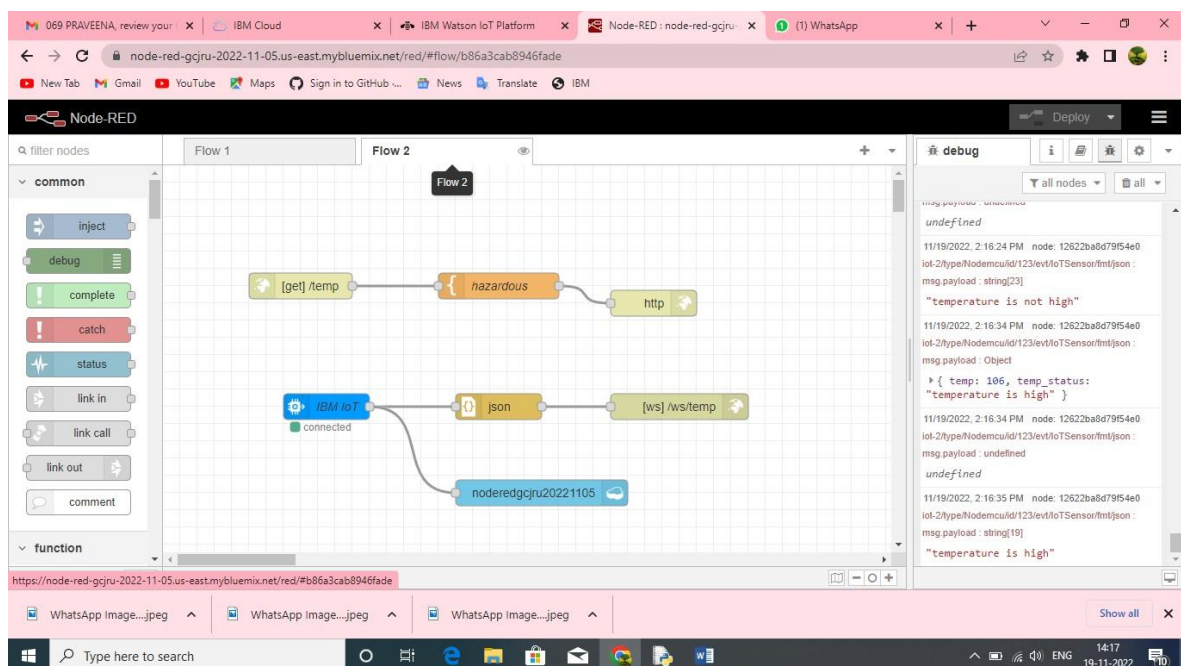 069 PRAVEENA, review your
IBM Cloud
IBM Watson IoT Platform
Node-RED : node-red-gcjru-
(1) WhatsApp
node-red-gcjru-2022-11-05.us-east.mybluemix.net/red/#flow/b86a3cab8946fade
New Tab Gmail YouTube Maps Sign in to GitHub ·... News Translate IBM
Node-RED
Deploy
filter nodes
Flow 1
Flow 2
debug
i
common
Flow 2
all nodes
all
inject
debug
complete
catch
status
link in
link call
link out
comment
function
[get] /temp
hazardous
http
IBM IoT
connected
json
[ws] /ws/temp
noderedgcjru20221105
msg.payload : undefined
undefined
11/19/2022, 2:16:24 PM node: 12622ba8d79f54e0
iot-2/type/Nodemcu/id/123/evt/IoTSensor/fmt/json :
msg.payload : string[23]
"temperature is not high"
11/19/2022, 2:16:34 PM node: 12622ba8d79f54e0
iot-2/type/Nodemcu/id/123/evt/IoTSensor/fmt/json :
msg.payload : Object
{ temp: 106, temp_status:
"temperature is high" }
11/19/2022, 2:16:34 PM node: 12622ba8d79f54e0
iot-2/type/Nodemcu/id/123/evt/IoTSensor/fmt/json :
msg.payload : undefined
undefined
11/19/2022, 2:16:35 PM node: 12622ba8d79f54e0
iot-2/type/Nodemcu/id/123/evt/IoTSensor/fmt/json :
msg.payload : string[19]
"temperature is high"
https://node-red-gcjru-2022-11-05.us-east.mybluemix.net/red/#b86a3cab8946fade
WhatsApp Image....jpeg
WhatsApp Image....jpeg
WhatsApp Image....jpeg
Show all
Type here to search
ENG
14:17
19-11-2022